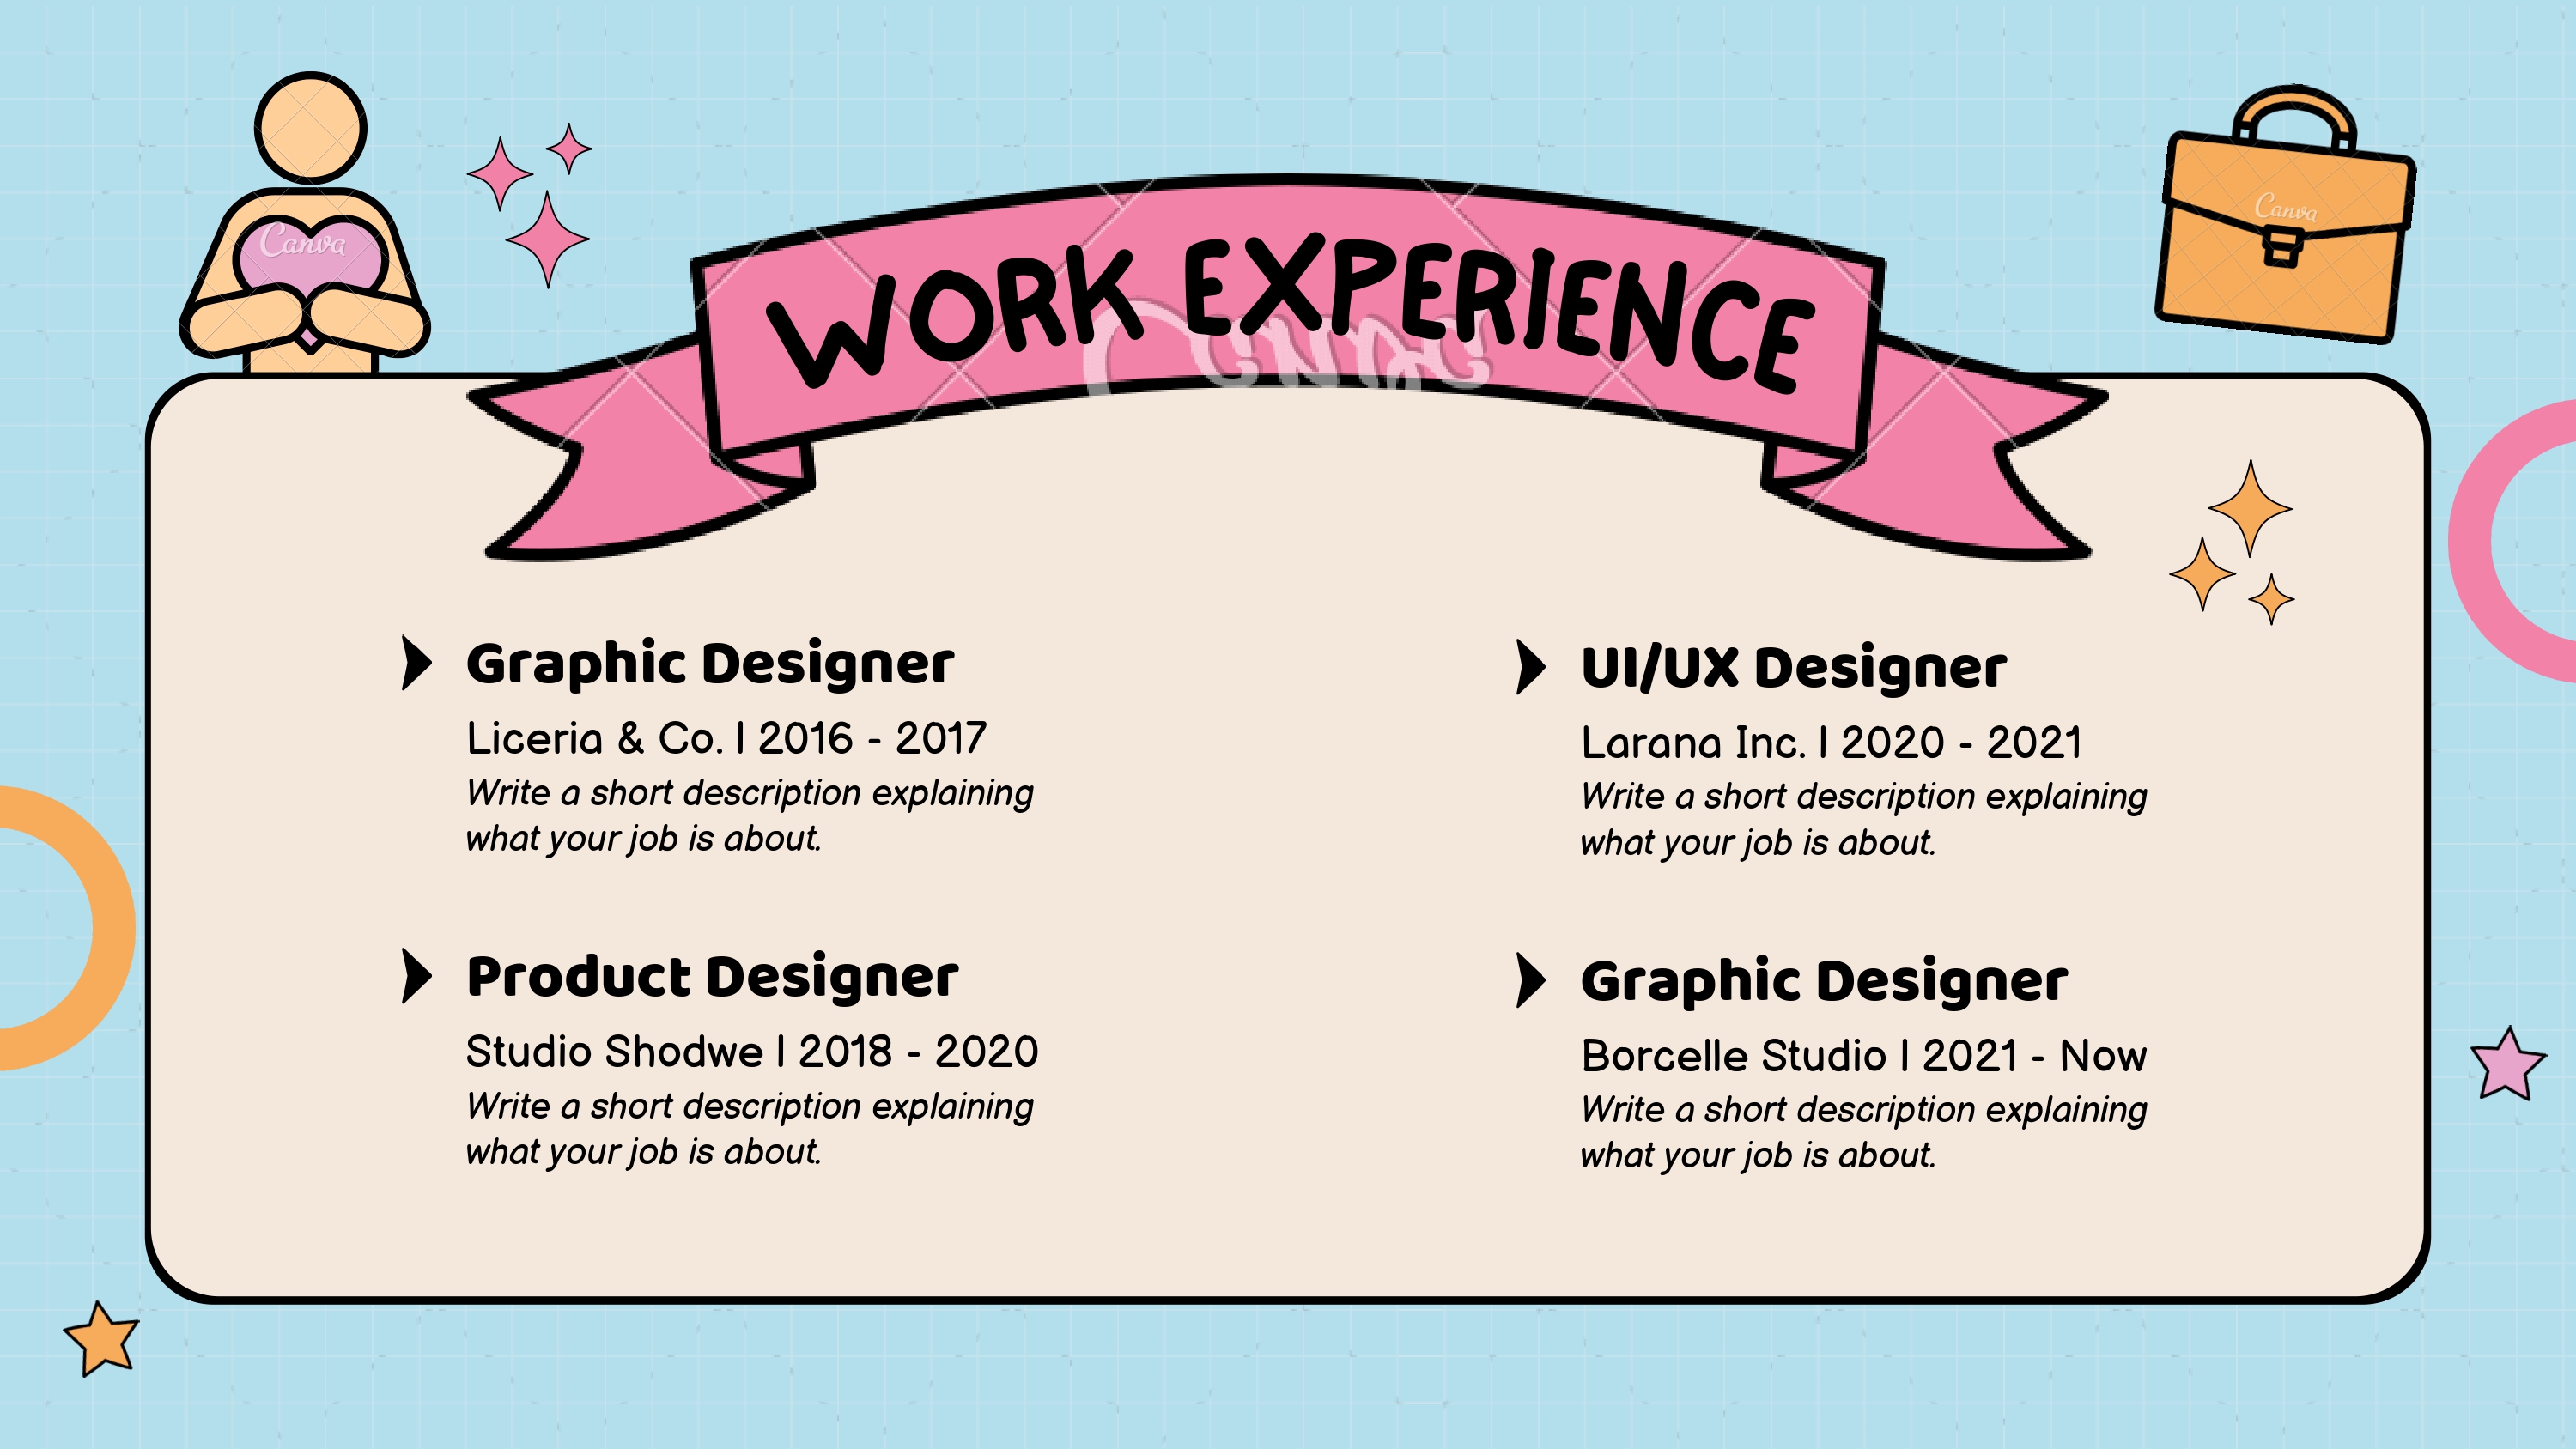 WORK EXPERIENCE
Graphic Designer
Liceria & Co. | 2016 - 2017
Write a short description explaining
what your job is about.
Product Designer
Studio Shodwe | 2018 - 2020
Write a short description explaining
what your job is about.
UI/UX Designer
Larana Inc. | 2020 - 2021
Write a short description explaining
what your job is about.
Graphic Designer
Borcelle Studio | 2021 - Now
Write a short description explaining
what your job is about.
Canva
Canva
Canva